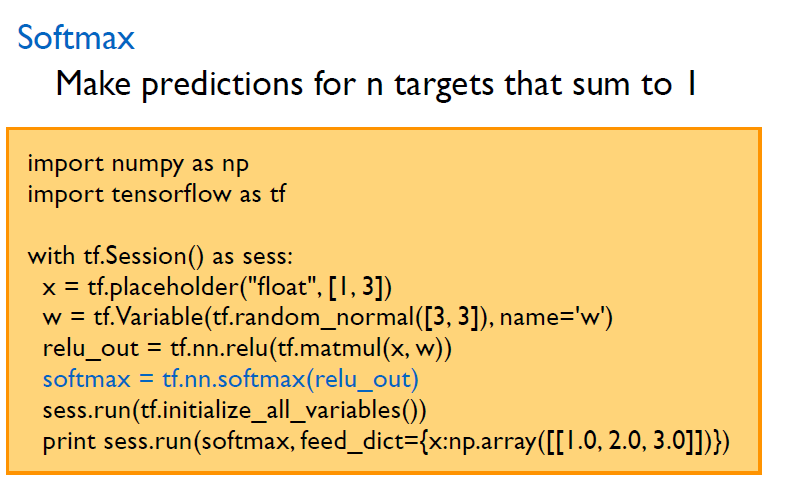 Softmax
Make predictions for n targets that sum to 1
import numpy as np
import tensorflow as tf
with tf.Session() as sess:
x = tf.placeholder("float", [1, 3])
w = tf.Variable(tf.random_normal([3, 3]), name='w')
relu_out = tf.nn.relu(tf.matmul(x, w))
softmax = tf.nn.softmax(relu_out)
sess.run(tf.initialize_all_variables())
print sess.run(softmax, feed_dict={x:np.array([[1.0, 2.0, 3.0]])})